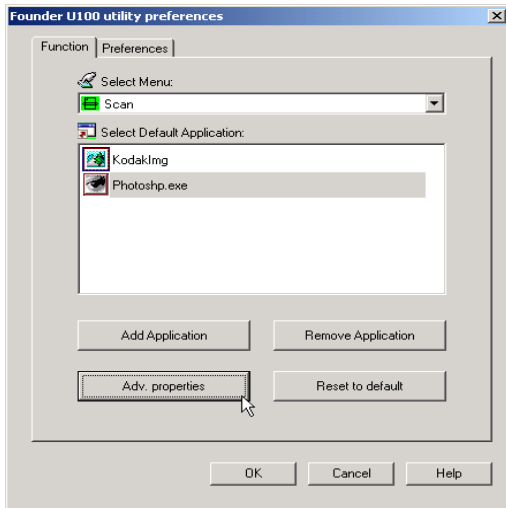 Founder U100 utility preferences
Function Preferences
Select Menu:
Scan
Select Default Application:
KodakImg
Photoshp.exe
Add Application Remove Application
Adv. properties Reset to default
OK Cancel Help